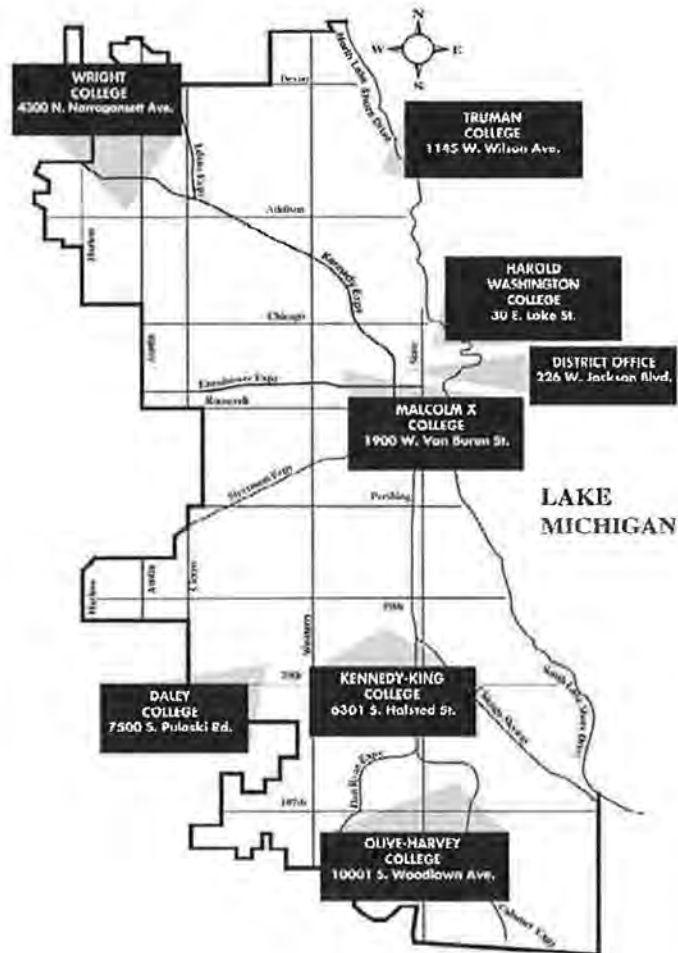 N
W
E
N
WRIGHT
COLLEGE
4300 N. Narragansett Ave.
Devon
North Lake
Shore Drive
TRUMAN
COLLEGE
1145 W. Wilson Ave.
Edens Expy
Addison
Harlem
Kennedy Expy
HAROLD
WASHINGTON
COLLEGE
30 E. Lake St.
Chicago
Austin
State
DISTRICT OFFICE
226 W. Jackson Blvd.
Eisenhower Expy
Roosevelt
MALCOLM X
COLLEGE
1900 W. Van Buren St.
Stevenson Expy
Pershing
LAKE
MICHIGAN
Harlem
Austin
Cicero
Western
DALEY
COLLEGE
7500 S. Pulaski Rd.
KENNEDY-KING
COLLEGE
6301 S. Halsted St.
South Lake Shore Drive
Chicago Skyway
Dan Ryan Expy
107th
OLIVE-HARVEY
COLLEGE
10001 S. Woodlawn Ave.
Calumet Expy